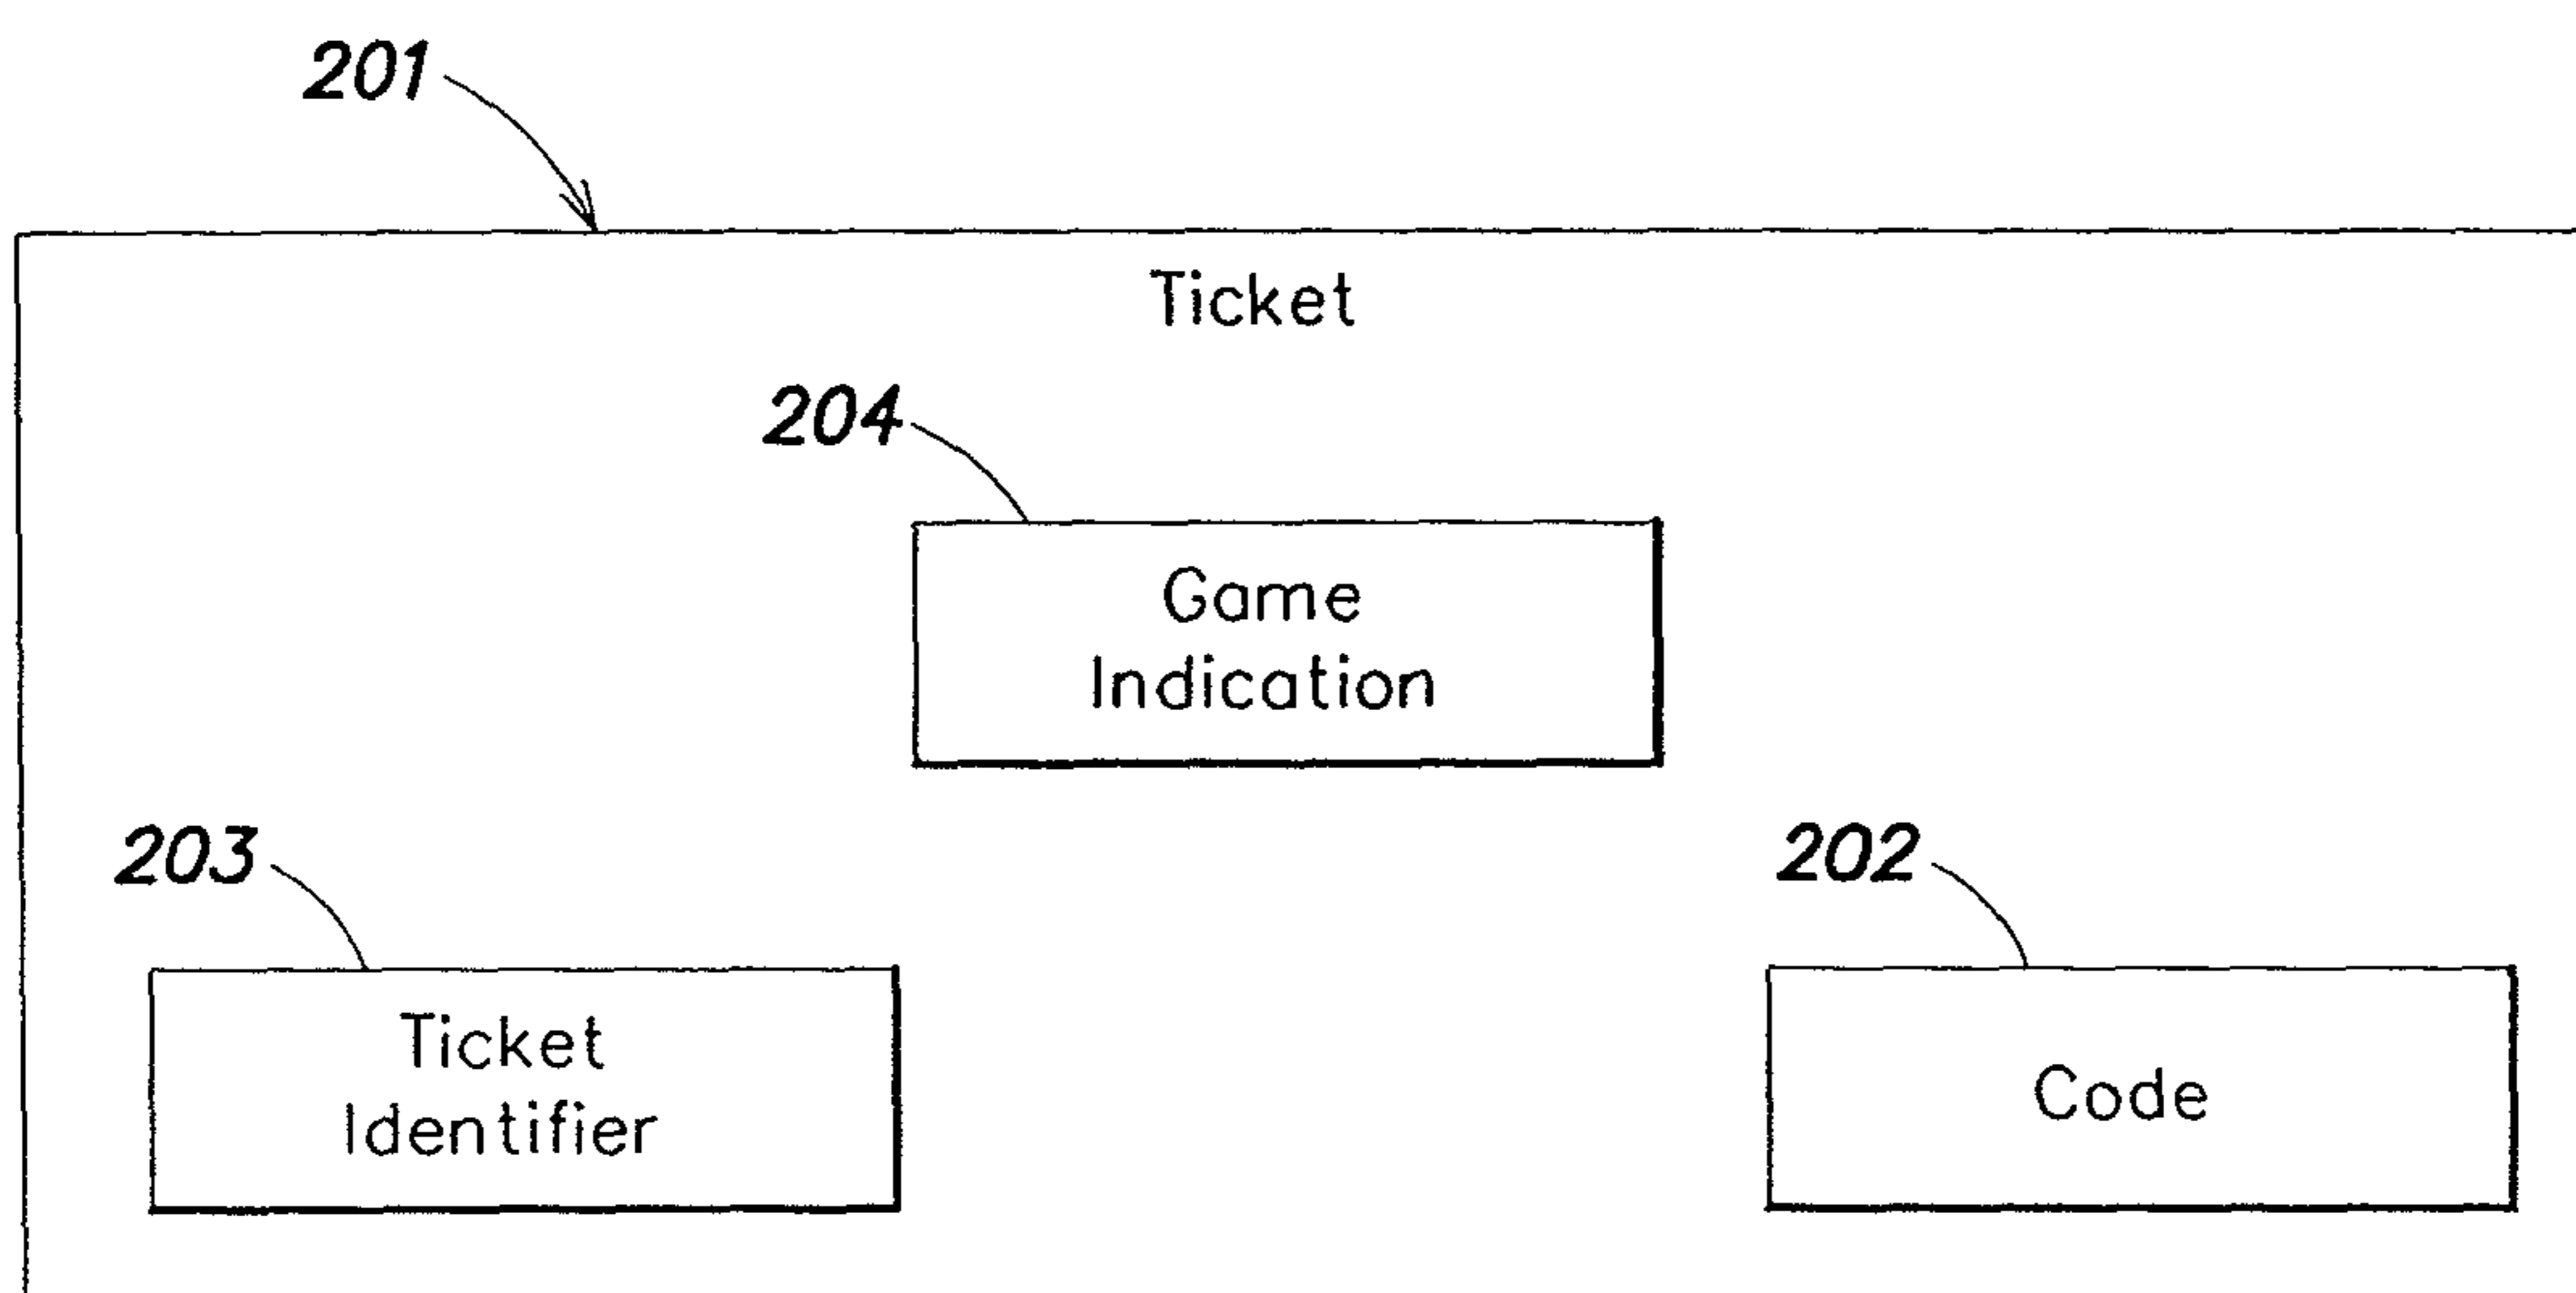 201
Ticket
204
Game
Indication
203
202
Ticket
Identifier
Code